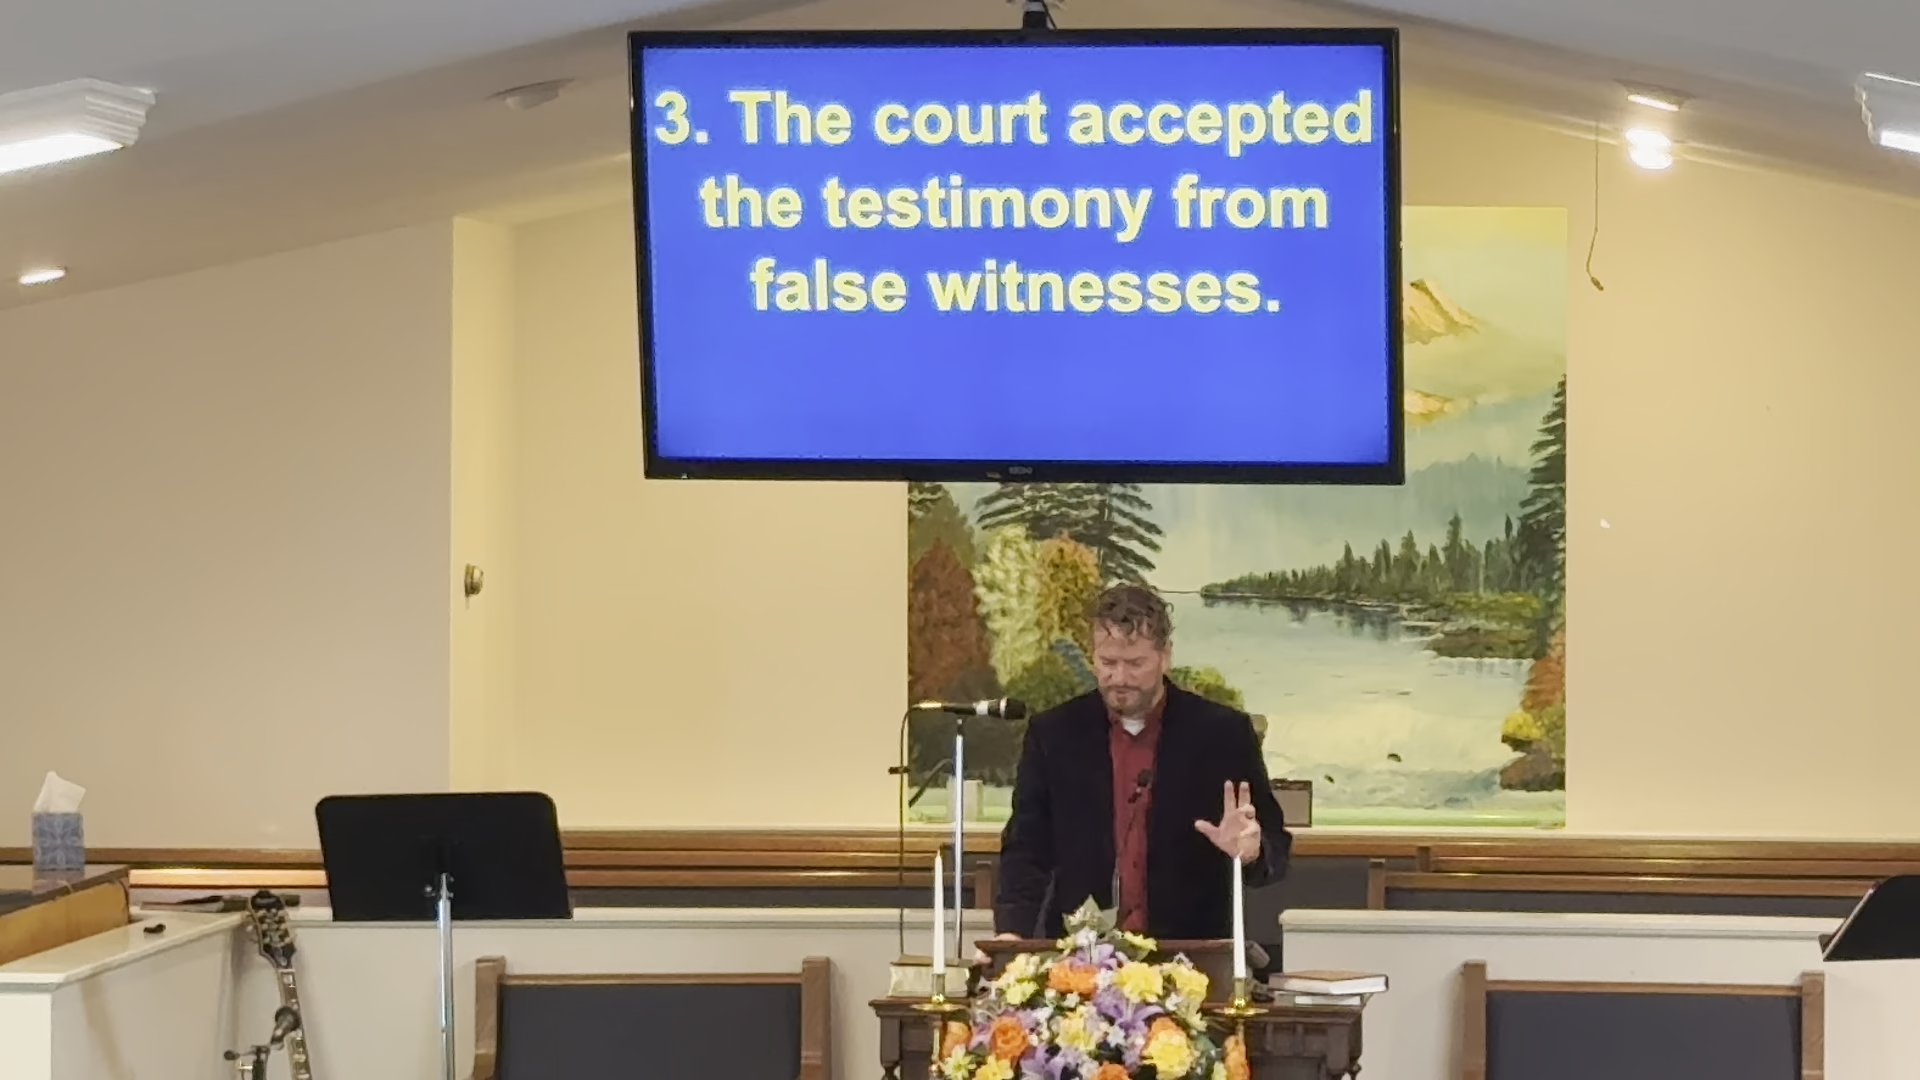 3. The court accepted
the testimony from
false witnesses.